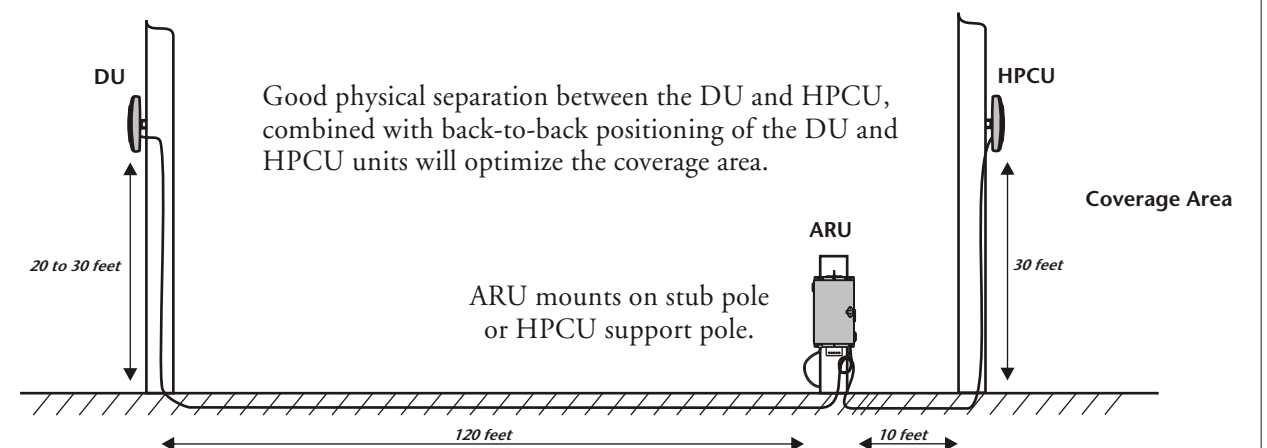 DU
HPCU
Good physical separation between the DU and HPCU,
combined with back-to-back positioning of the DU and
HPCU units will optimize the coverage area.
Coverage Area
ARU
20 to 30 feet
30 feet
ARU mounts on stub pole
or HPCU support pole.
120 feet
10 feet